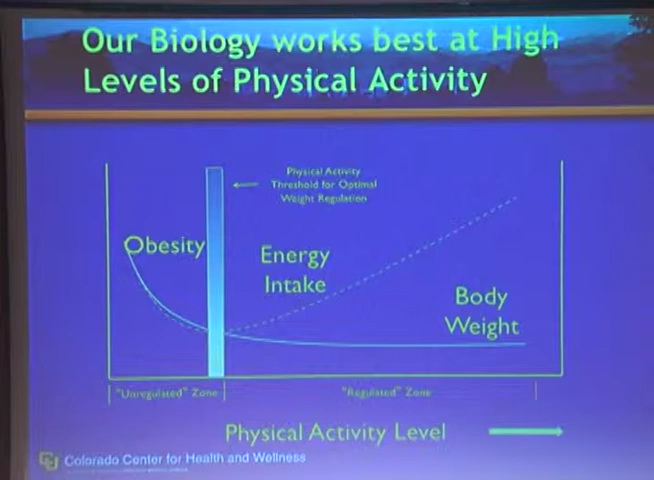 Our Biology works best at High
Levels of Physical Activity
Physical Activity
Threshold for Optimal
Weight Regulation
Obesity
Energy
Intake
Body
Weight
"Unregulated" Zone
"Regulated" Zone
Physical Activity Level
CU
Colorado Center for Health and Wellness